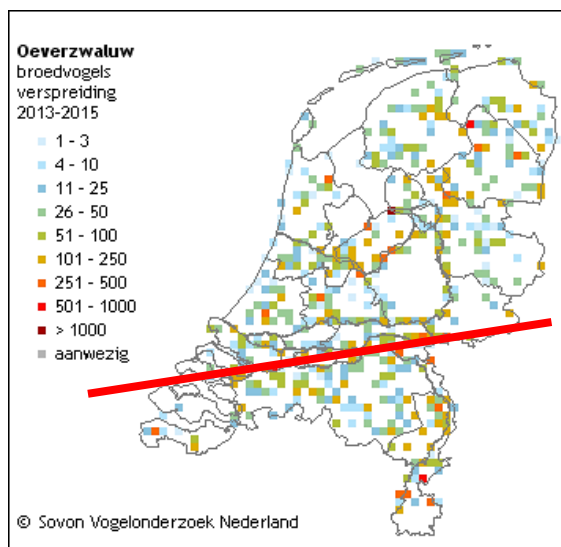 Oeverzwaluw
broedvogels
verspreiding
2013-2015
1 - 3
4 - 10
11 - 25
26 - 50
51 - 100
101 - 250
251 - 500
501 - 1000
> 1000
aanwezig
© Sovon Vogelonderzoek Nederland